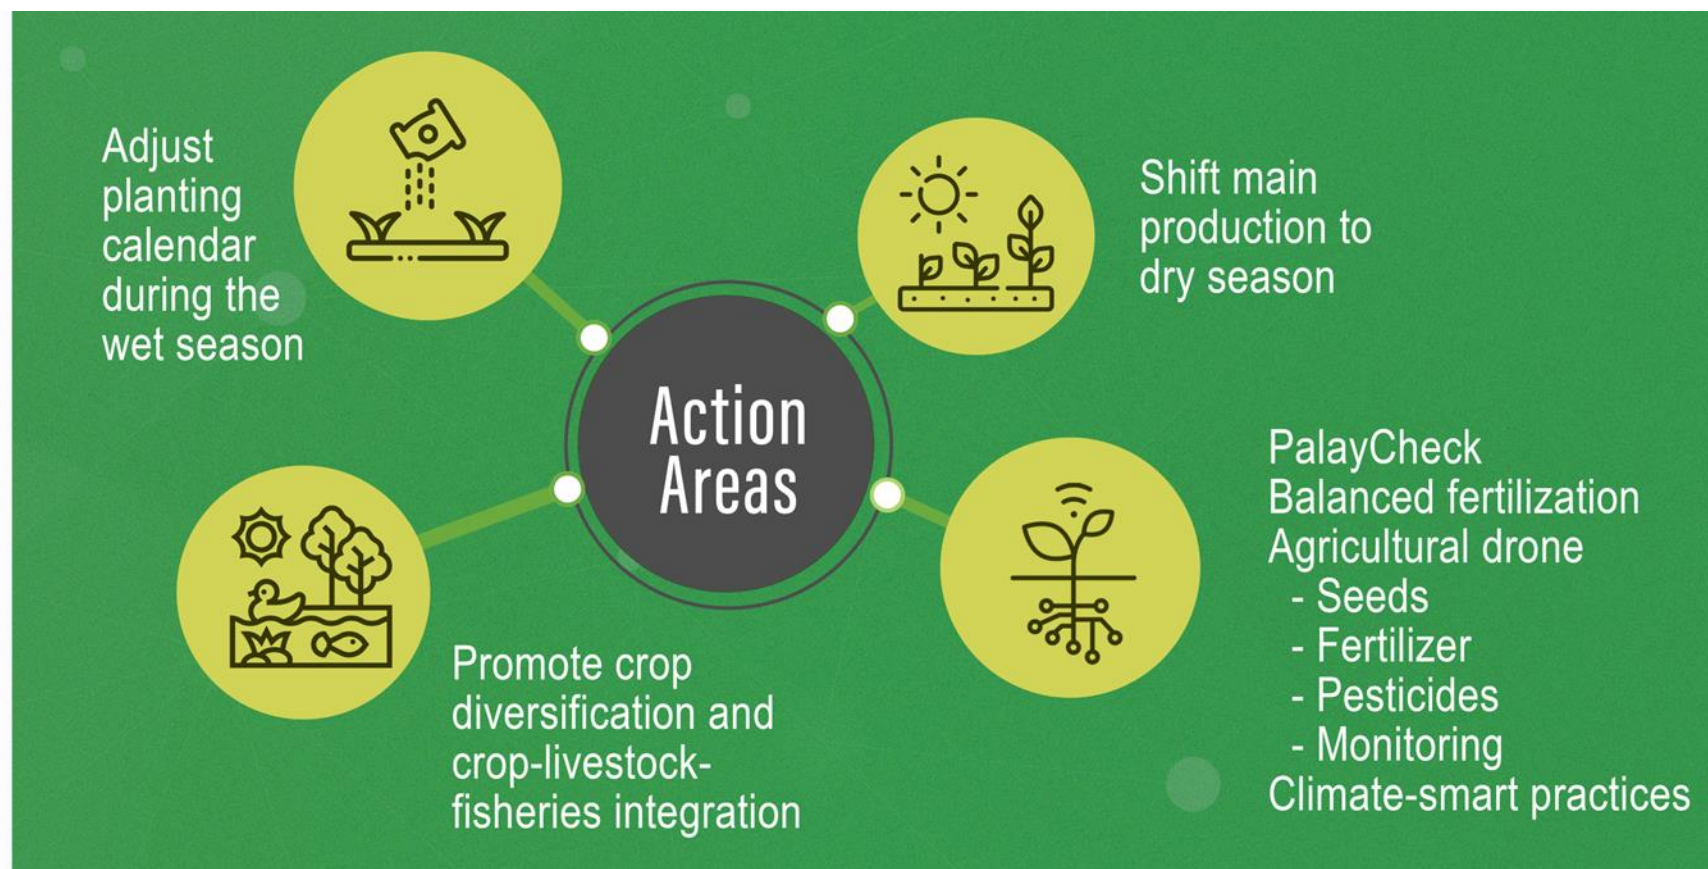 Adjust
planting
calendar
during the
wet season
Shift main
production to
dry season
Action
Areas
PalayCheck
Balanced fertilization
Agricultural drone
- Seeds
- Fertilizer
- Pesticides
- Monitoring
Climate-smart practices
Promote crop
diversification and
crop-livestock-
fisheries integration